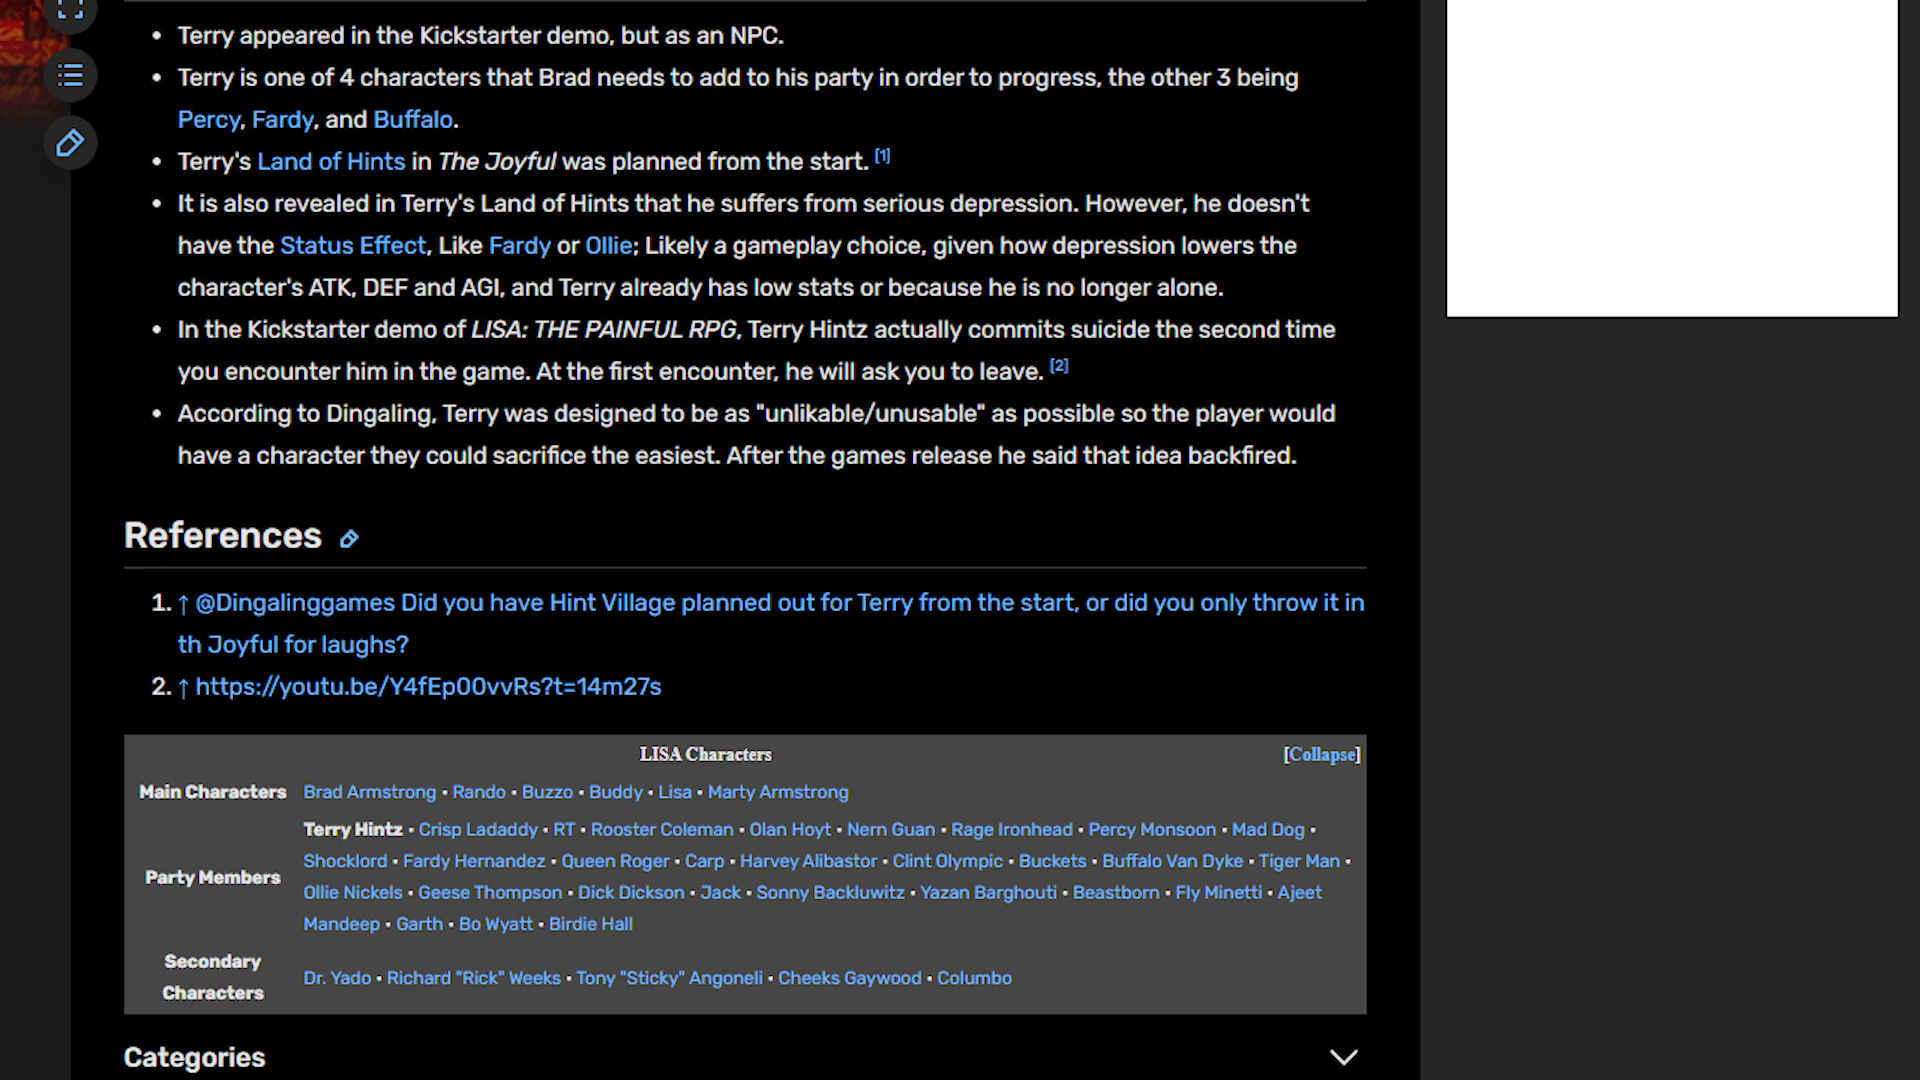 • Terry appeared in the Kickstarter demo, but as an NPC.
• Terry is one of 4 characters that Brad needs to add to his party in order to progress, the other 3 being
Percy, Fardy, and Buffalo.
• Terry's Land of Hints in The Joyful was planned from the start. [1]
• It is also revealed in Terry's Land of Hints that he suffers from serious depression. However, he doesn't
have the Status Effect, Like Fardy or Ollie; Likely a gameplay choice, given how depression lowers the
character's ATK, DEF and AGI, and Terry already has low stats or because he is no longer alone.
• In the Kickstarter demo of LISA: THE PAINFUL RPG, Terry Hintz actually commits suicide the second time
you encounter him in the game. At the first encounter, he will ask you to leave. [2]
• According to Dingaling, Terry was designed to be as "unlikable/unusable" as possible so the player would
have a character they could sacrifice the easiest. After the games release he said that idea backfired.
References
1. ↑ @Dingalinggames Did you have Hint Village planned out for Terry from the start, or did you only throw it in
th Joyful for laughs?
2. ↑ https://youtu.be/Y4fEp00vvRs?t=14m27s
LISA Characters [Collapse]
Main Characters Brad Armstrong • Rando • Buzzo • Buddy • Lisa • Marty Armstrong
Terry Hintz • Crisp Ladaddy • RT • Rooster Coleman • Olan Hoyt • Nern Guan • Rage Ironhead • Percy Monsoon • Mad Dog •
Shocklord • Fardy Hernandez • Queen Roger • Carp • Harvey Alibastor • Clint Olympic • Buckets • Buffalo Van Dyke • Tiger Man •
Party Members
Ollie Nickels • Geese Thompson • Dick Dickson • Jack • Sonny Backluwitz • Yazan Barghouti • Beastborn • Fly Minetti • Ajeet
Mandeep • Garth • Bo Wyatt • Birdie Hall
Secondary
Characters
Dr. Yado • Richard "Rick" Weeks • Tony "Sticky" Angoneli • Cheeks Gaywood • Columbo
Categories